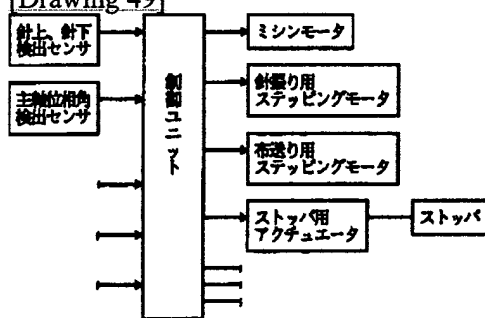 Drawing 49]
針上、針下
検出センサ
主軸位相角
検出センサ
制御ユニット
ミシンモータ
針振り用
ステッピングモータ
布送り用
ステッピングモータ
ストッパ用
アクチュエータ
ストッパ